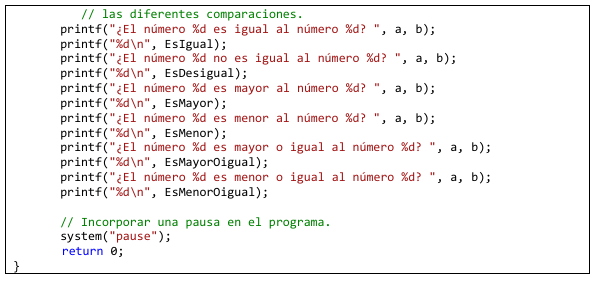 // las diferentes comparaciones.
printf("¿El número %d es igual al número %d? ", a, b);
printf("%d\n", EsIgual);
printf("¿El número %d no es igual al número %d? ", a, b);
printf("%d\n", EsDesigual);
printf("¿El número %d es mayor al número %d? ", a, b);
printf("%d\n", EsMayor);
printf("¿El número %d es menor al número %d? ", a, b);
printf("%d\n", EsMenor);
printf("¿El número %d es mayor o igual al número %d? ", a, b);
printf("%d\n", EsMayorOigual);
printf("¿El número %d es menor o igual al número %d? ", a, b);
printf("%d\n", EsMenorOigual);
// Incorporar una pausa en el programa.
system("pause");
return 0;
}